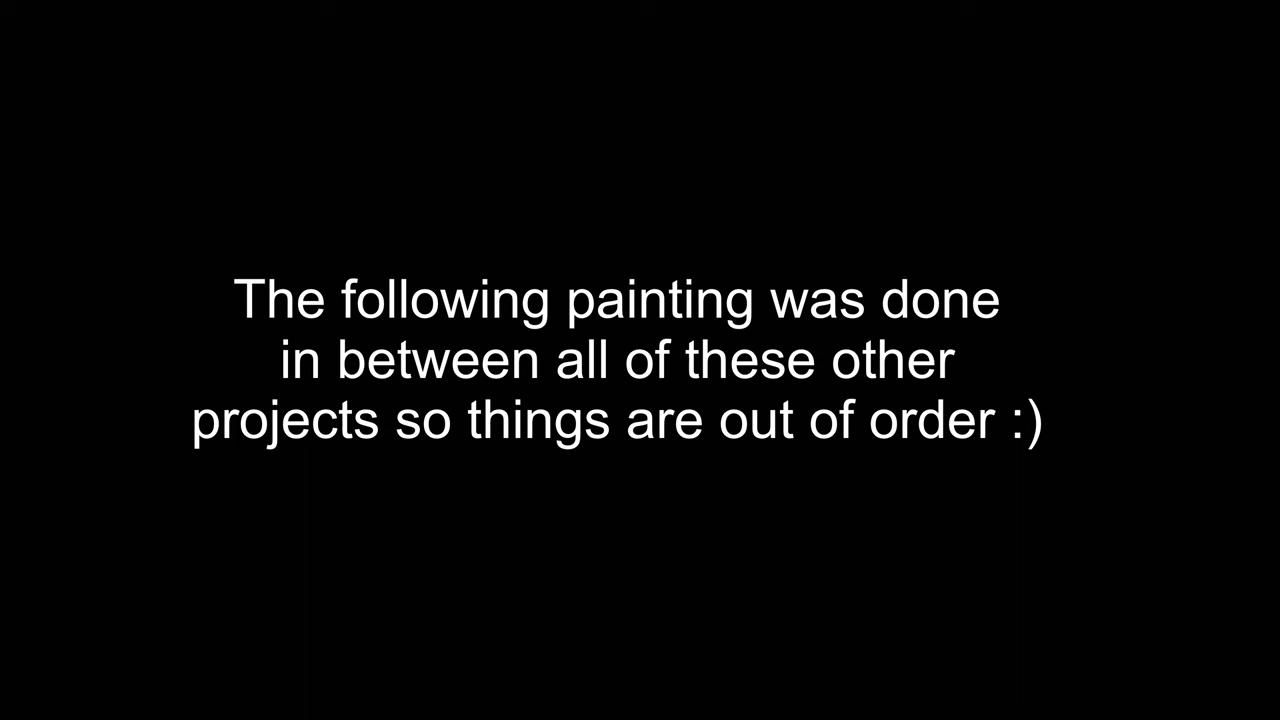 The following painting was done
in between all of these other
projects so things are out of order :)